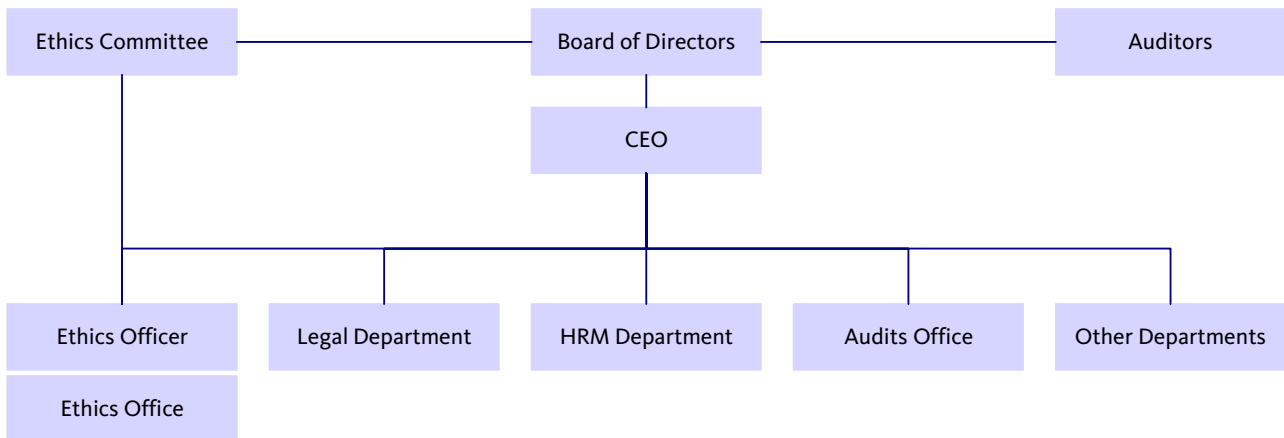 Ethics Committee
Board of Directors
Auditors
CEO
Ethics Officer
Legal Department
HRM Department
Audits Office
Other Departments
Ethics Office